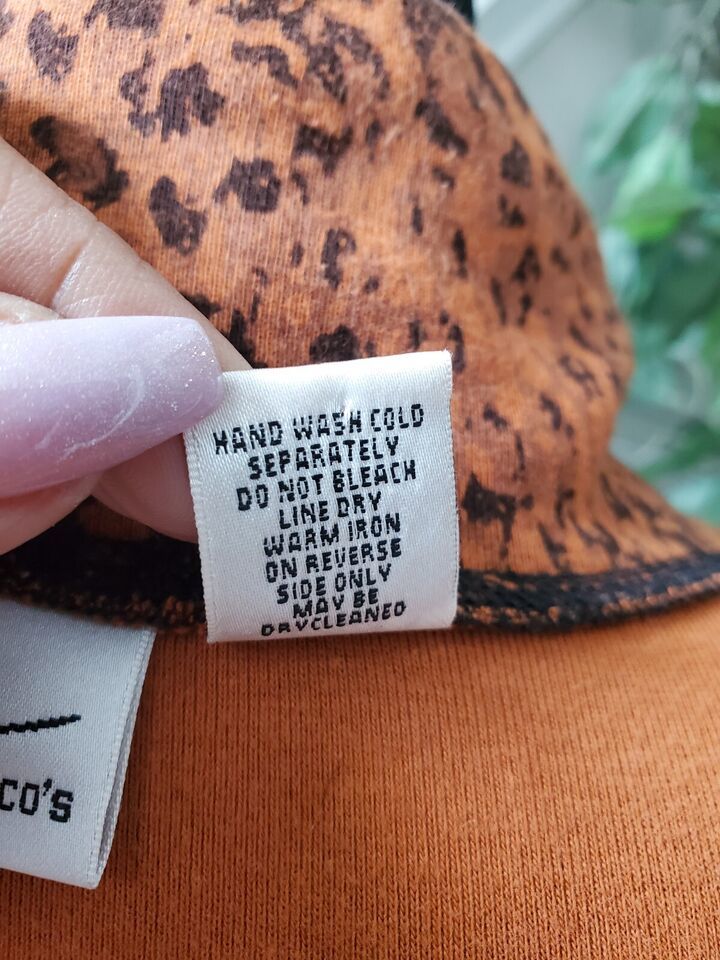 HAND WASH COLD
SEPARATELY
DO NOT BLEACH
LINE DRY
WARM IRON
ON REVERSE
SIDE ONLY
MAY BE
DRYCLEANED
CO'S